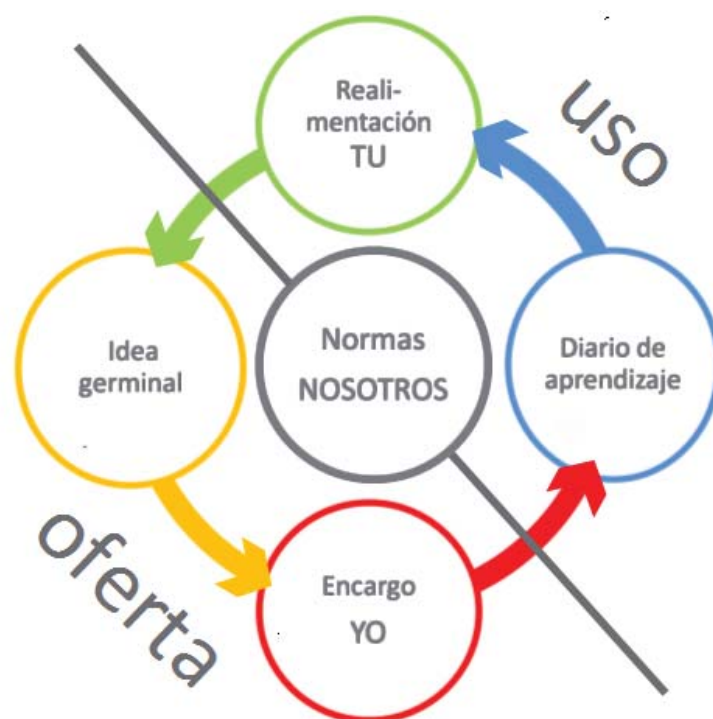 Reali-
mentación
TU
uso
Idea
germinal
Normas
NOSOTROS
Diario de
aprendizaje
oferta
Encargo
YO